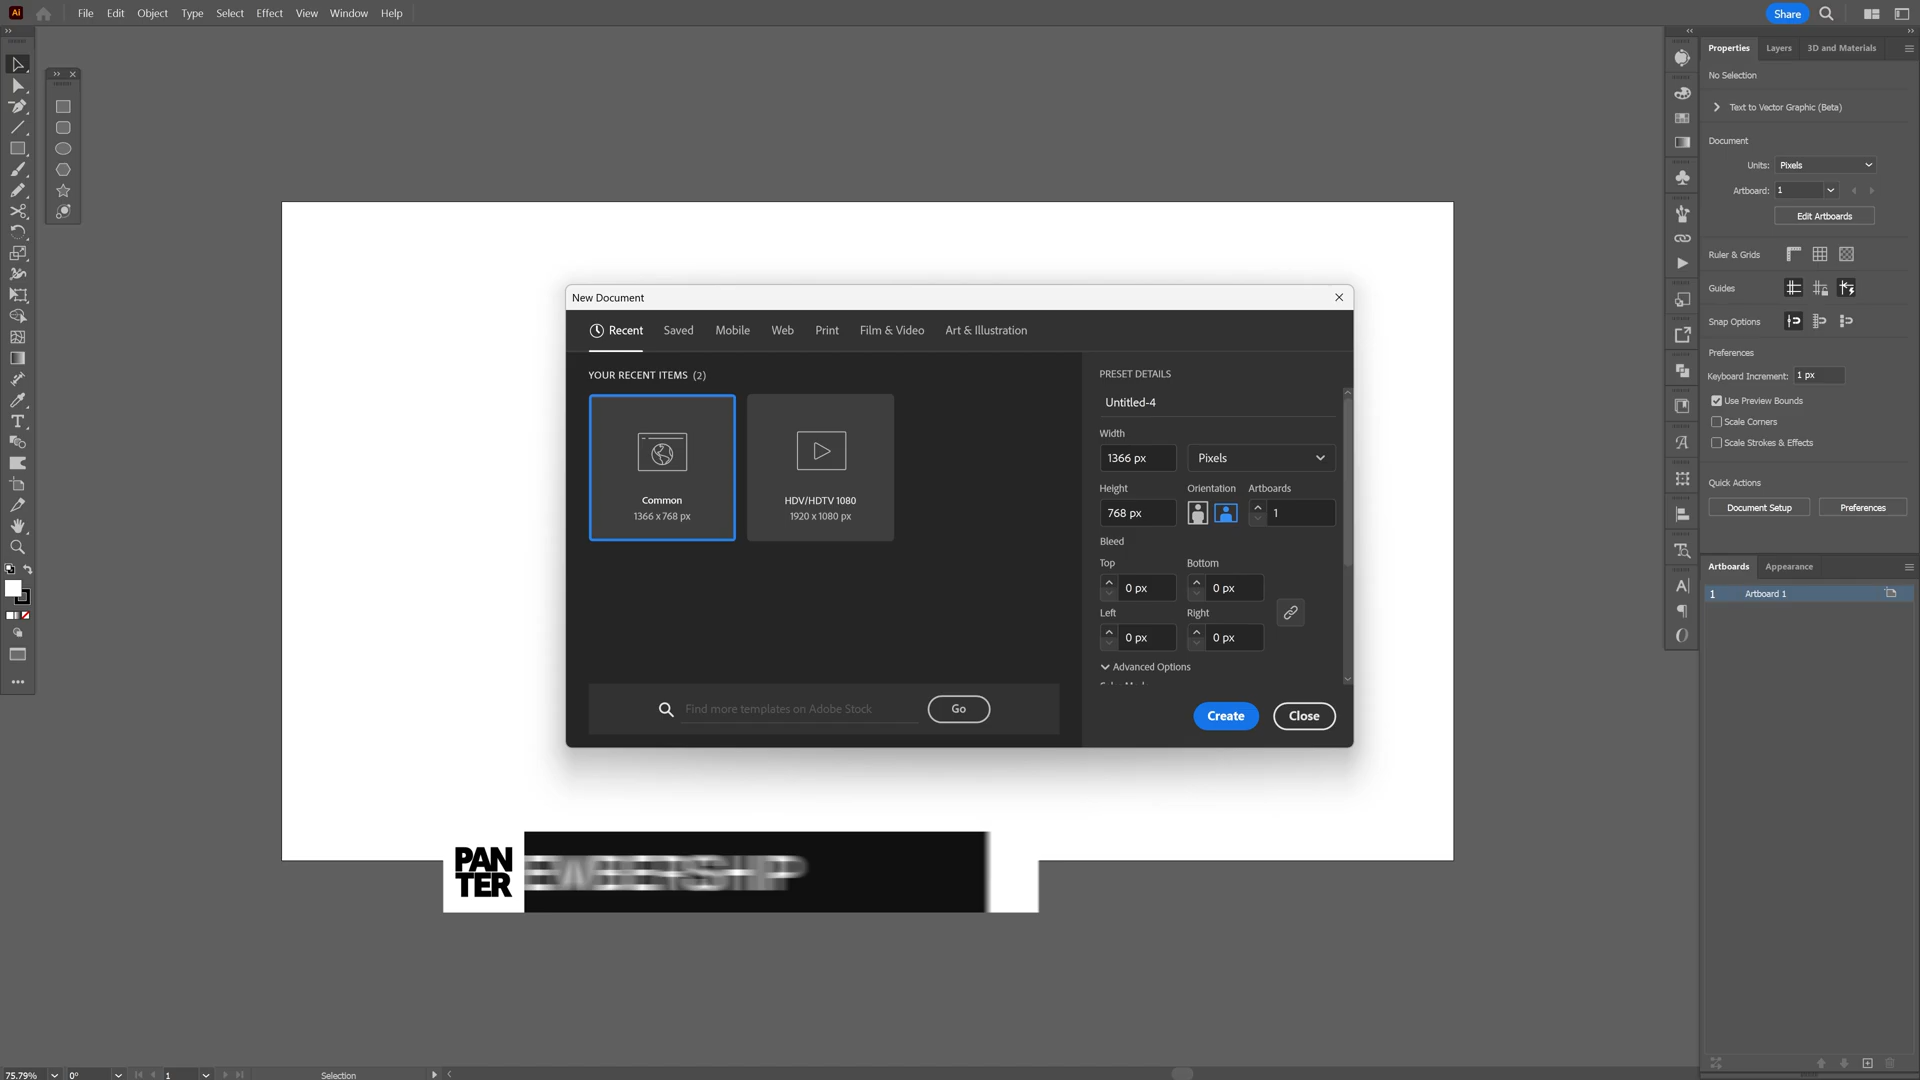 Ai File Edit Object Type Select Effect View Window Help Share
Properties Layers 3D and Materials
No Selection
Text to Vector Graphic (Beta)
Document
Units: Pixels
Artboard: 1
Edit Artboards
Ruler & Grids
Guides
Snap Options
Preferences
Keyboard Increment: 1 px
Use Preview Bounds
Scale Corners
Scale Strokes & Effects
Quick Actions
Document Setup Preferences
Artboards Appearance
1 Artboard 1
New Document
Recent Saved Mobile Web Print Film & Video Art & Illustration
YOUR RECENT ITEMS (2)
Common
1366 x 768 px
HDV/HDTV 1080
1920 x 1080 px
Find more templates on Adobe Stock Go
PRESET DETAILS
Untitled-4
Width
1366 px Pixels
Height Orientation Artboards
768 px 1
Bleed
Top Bottom
0 px 0 px
Left Right
0 px 0 px
Advanced Options
Create Close
PAN
TER
75.79% 0° 1 Selection